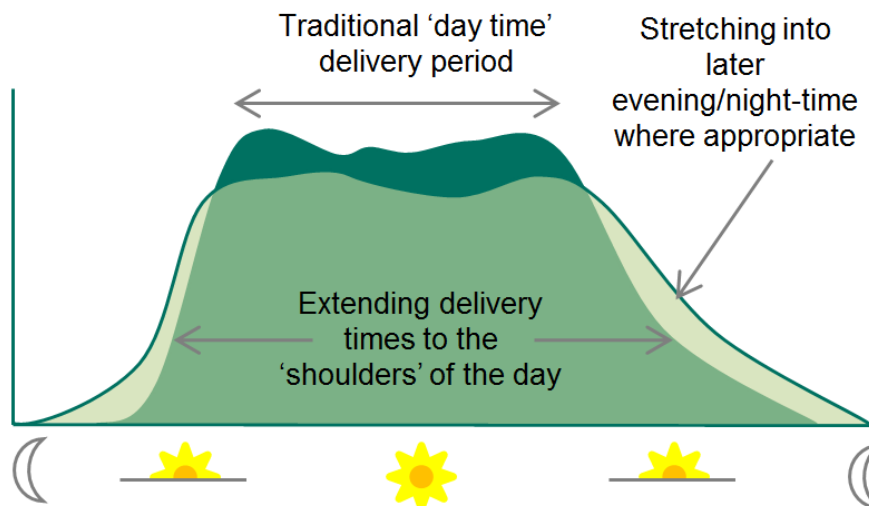 Traditional ‘day time’
delivery period
Stretching into
later
evening/night-time
where appropriate
Extending delivery
times to the
‘shoulders’ of the day